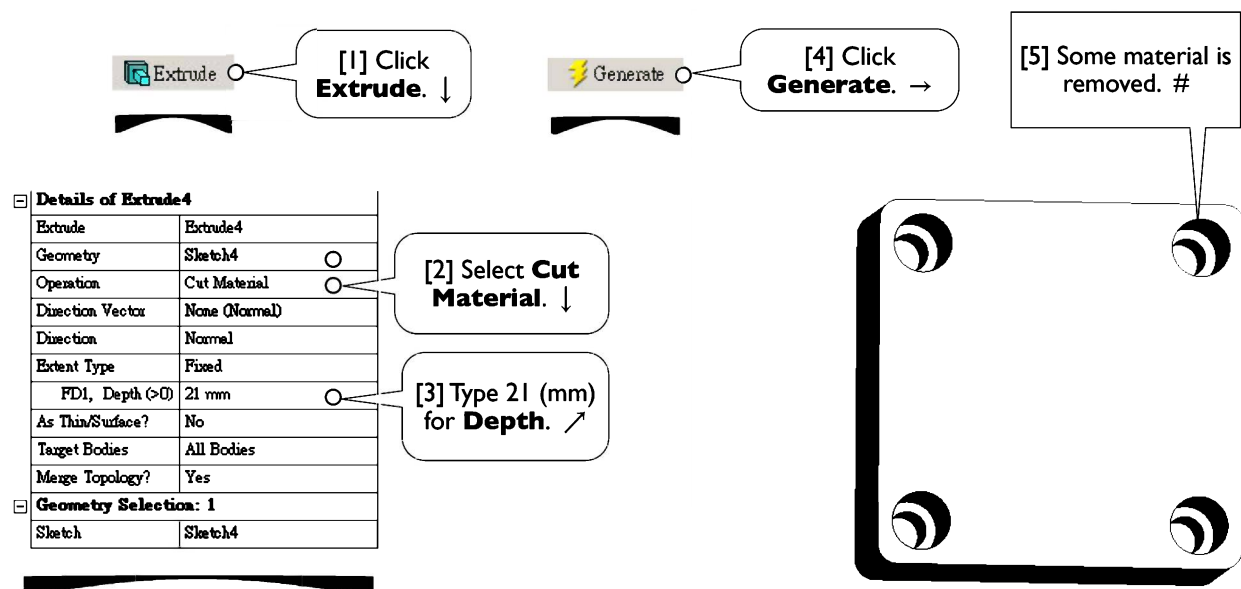 Extrude
[1] Click
Extrude. ↓
Generate
[4] Click
Generate. →
[5] Some material is
removed. #
Details of Extrude4
Extrude Extrude4
Geometry Sketch4
Operation Cut Material
Direction Vector None (Normal)
Direction Normal
Extent Type Fixed
FD1, Depth (>0) 21 mm
As Thin/Surface? No
Target Bodies All Bodies
Merge Topology? Yes
Geometry Selection: 1
Sketch Sketch4
[2] Select Cut
Material. ↓
[3] Type 21 (mm)
for Depth. ↗